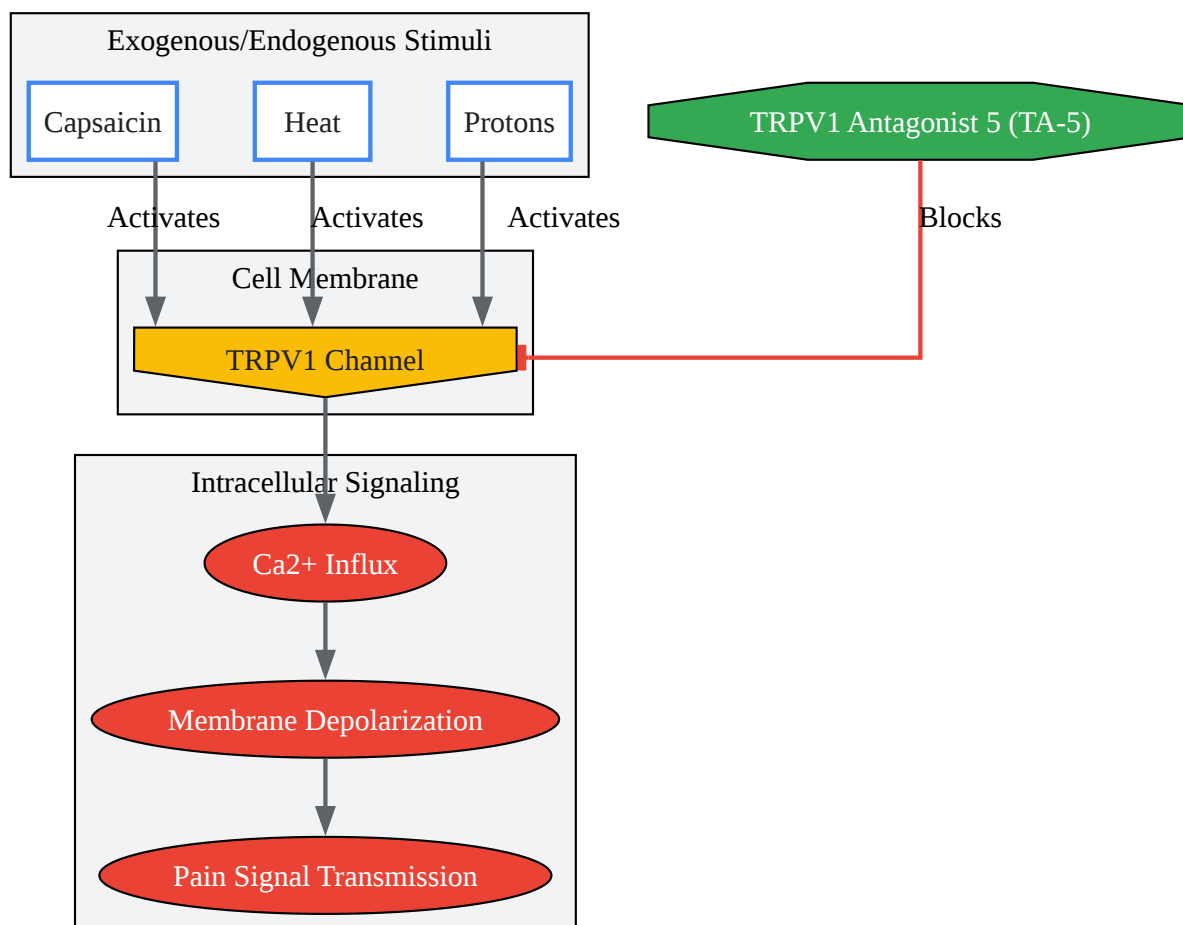 Exogenous/Endogenous Stimuli
Capsaicin
Heat
Protons
TRPV1 Antagonist 5 (TA-5)
Activates
Activates
Activates
Blocks
Cell Membrane
TRPV1 Channel
Intracellular Signaling
Ca2+ Influx
Membrane Depolarization
Pain Signal Transmission